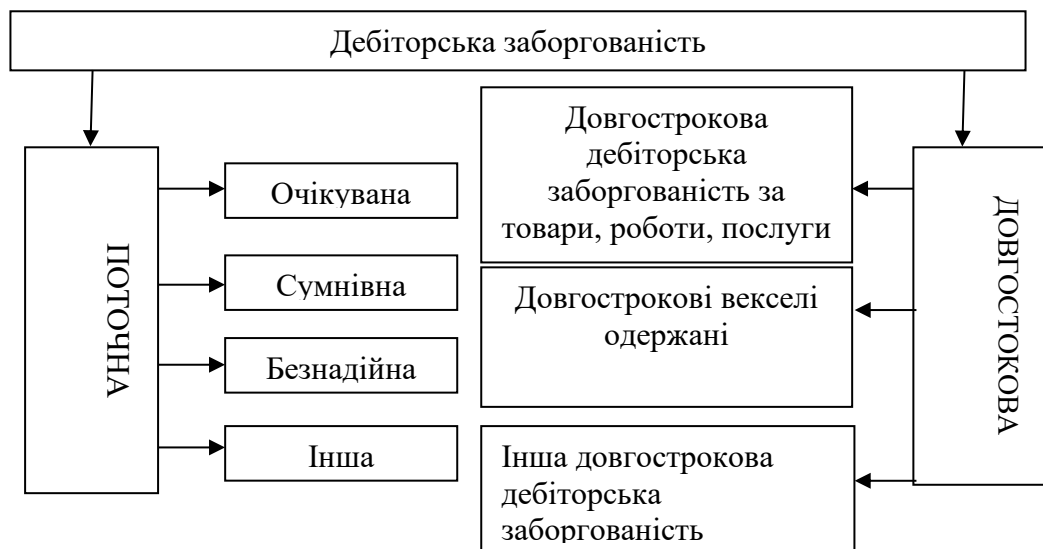 Дебіторська заборгованість
ПОТОЧНА
Очікувана
Сумнівна
Безнадійна
Інша
Довгострокова
дебіторська
заборгованість за
товари, роботи, послуги
Довгострокові векселі
одержані
Інша довгострокова
дебіторська
заборгованість
ДОВГОСТОКОВА